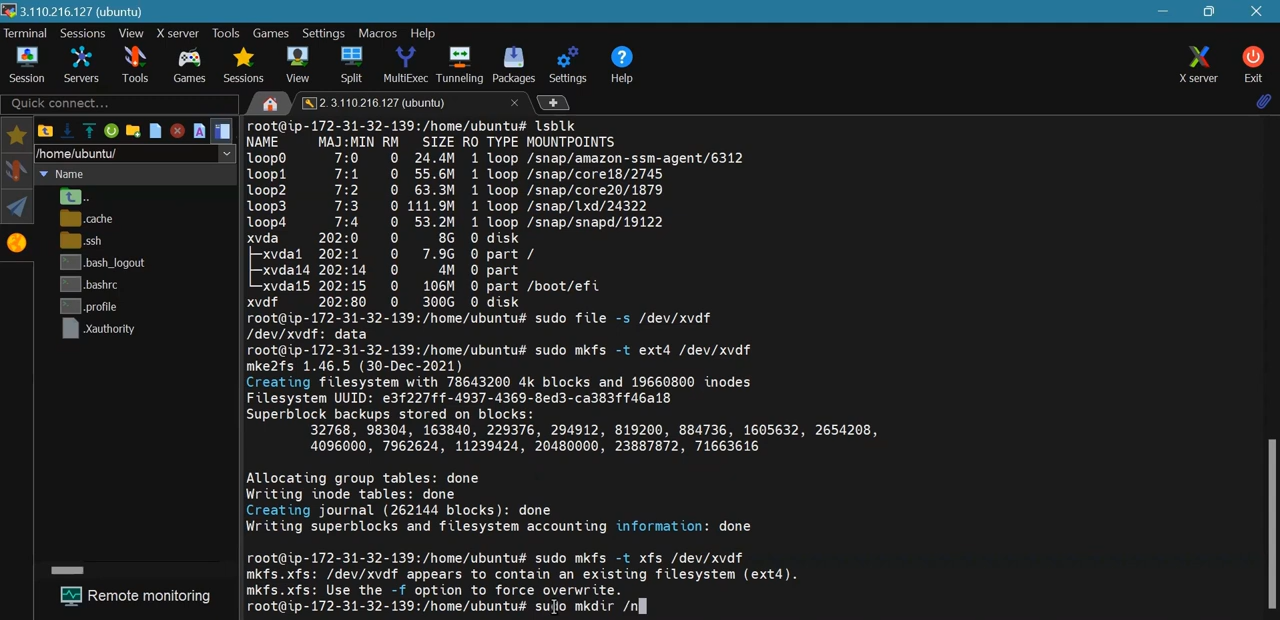 3.110.216.127 (ubuntu)
Terminal Sessions View X server Tools Games Settings Macros Help
Session Servers Tools Games Sessions View Split MultiExec Tunneling Packages Settings Help X server Exit
Quick connect... 2. 3.110.216.127 (ubuntu)
/home/ubuntu/
Name
..
.cache
.ssh
.bash_logout
.bashrc
.profile
.Xauthority
Remote monitoring
root@ip-172-31-32-139:/home/ubuntu# lsblk
NAME MAJ:MIN RM SIZE RO TYPE MOUNTPOINTS
loop0 7:0 0 24.4M 1 loop /snap/amazon-ssm-agent/6312
loop1 7:1 0 55.6M 1 loop /snap/core18/2745
loop2 7:2 0 63.3M 1 loop /snap/core20/1879
loop3 7:3 0 111.9M 1 loop /snap/lxd/24322
loop4 7:4 0 53.2M 1 loop /snap/snapd/19122
xvda 202:0 0 8G 0 disk
├─xvda1 202:1 0 7.9G 0 part /
├─xvda14 202:14 0 4M 0 part
└─xvda15 202:15 0 106M 0 part /boot/efi
xvdf 202:80 0 300G 0 disk
root@ip-172-31-32-139:/home/ubuntu# sudo file -s /dev/xvdf
/dev/xvdf: data
root@ip-172-31-32-139:/home/ubuntu# sudo mkfs -t ext4 /dev/xvdf
mke2fs 1.46.5 (30-Dec-2021)
Creating filesystem with 78643200 4k blocks and 19660800 inodes
Filesystem UUID: e3f227ff-4937-4369-8ed3-ca383ff46a18
Superblock backups stored on blocks:
32768, 98304, 163840, 229376, 294912, 819200, 884736, 1605632, 2654208,
4096000, 7962624, 11239424, 20480000, 23887872, 71663616
Allocating group tables: done
Writing inode tables: done
Creating journal (262144 blocks): done
Writing superblocks and filesystem accounting information: done
root@ip-172-31-32-139:/home/ubuntu# sudo mkfs -t xfs /dev/xvdf
mkfs.xfs: /dev/xvdf appears to contain an existing filesystem (ext4).
mkfs.xfs: Use the -f option to force overwrite.
root@ip-172-31-32-139:/home/ubuntu# sudo mkdir /n